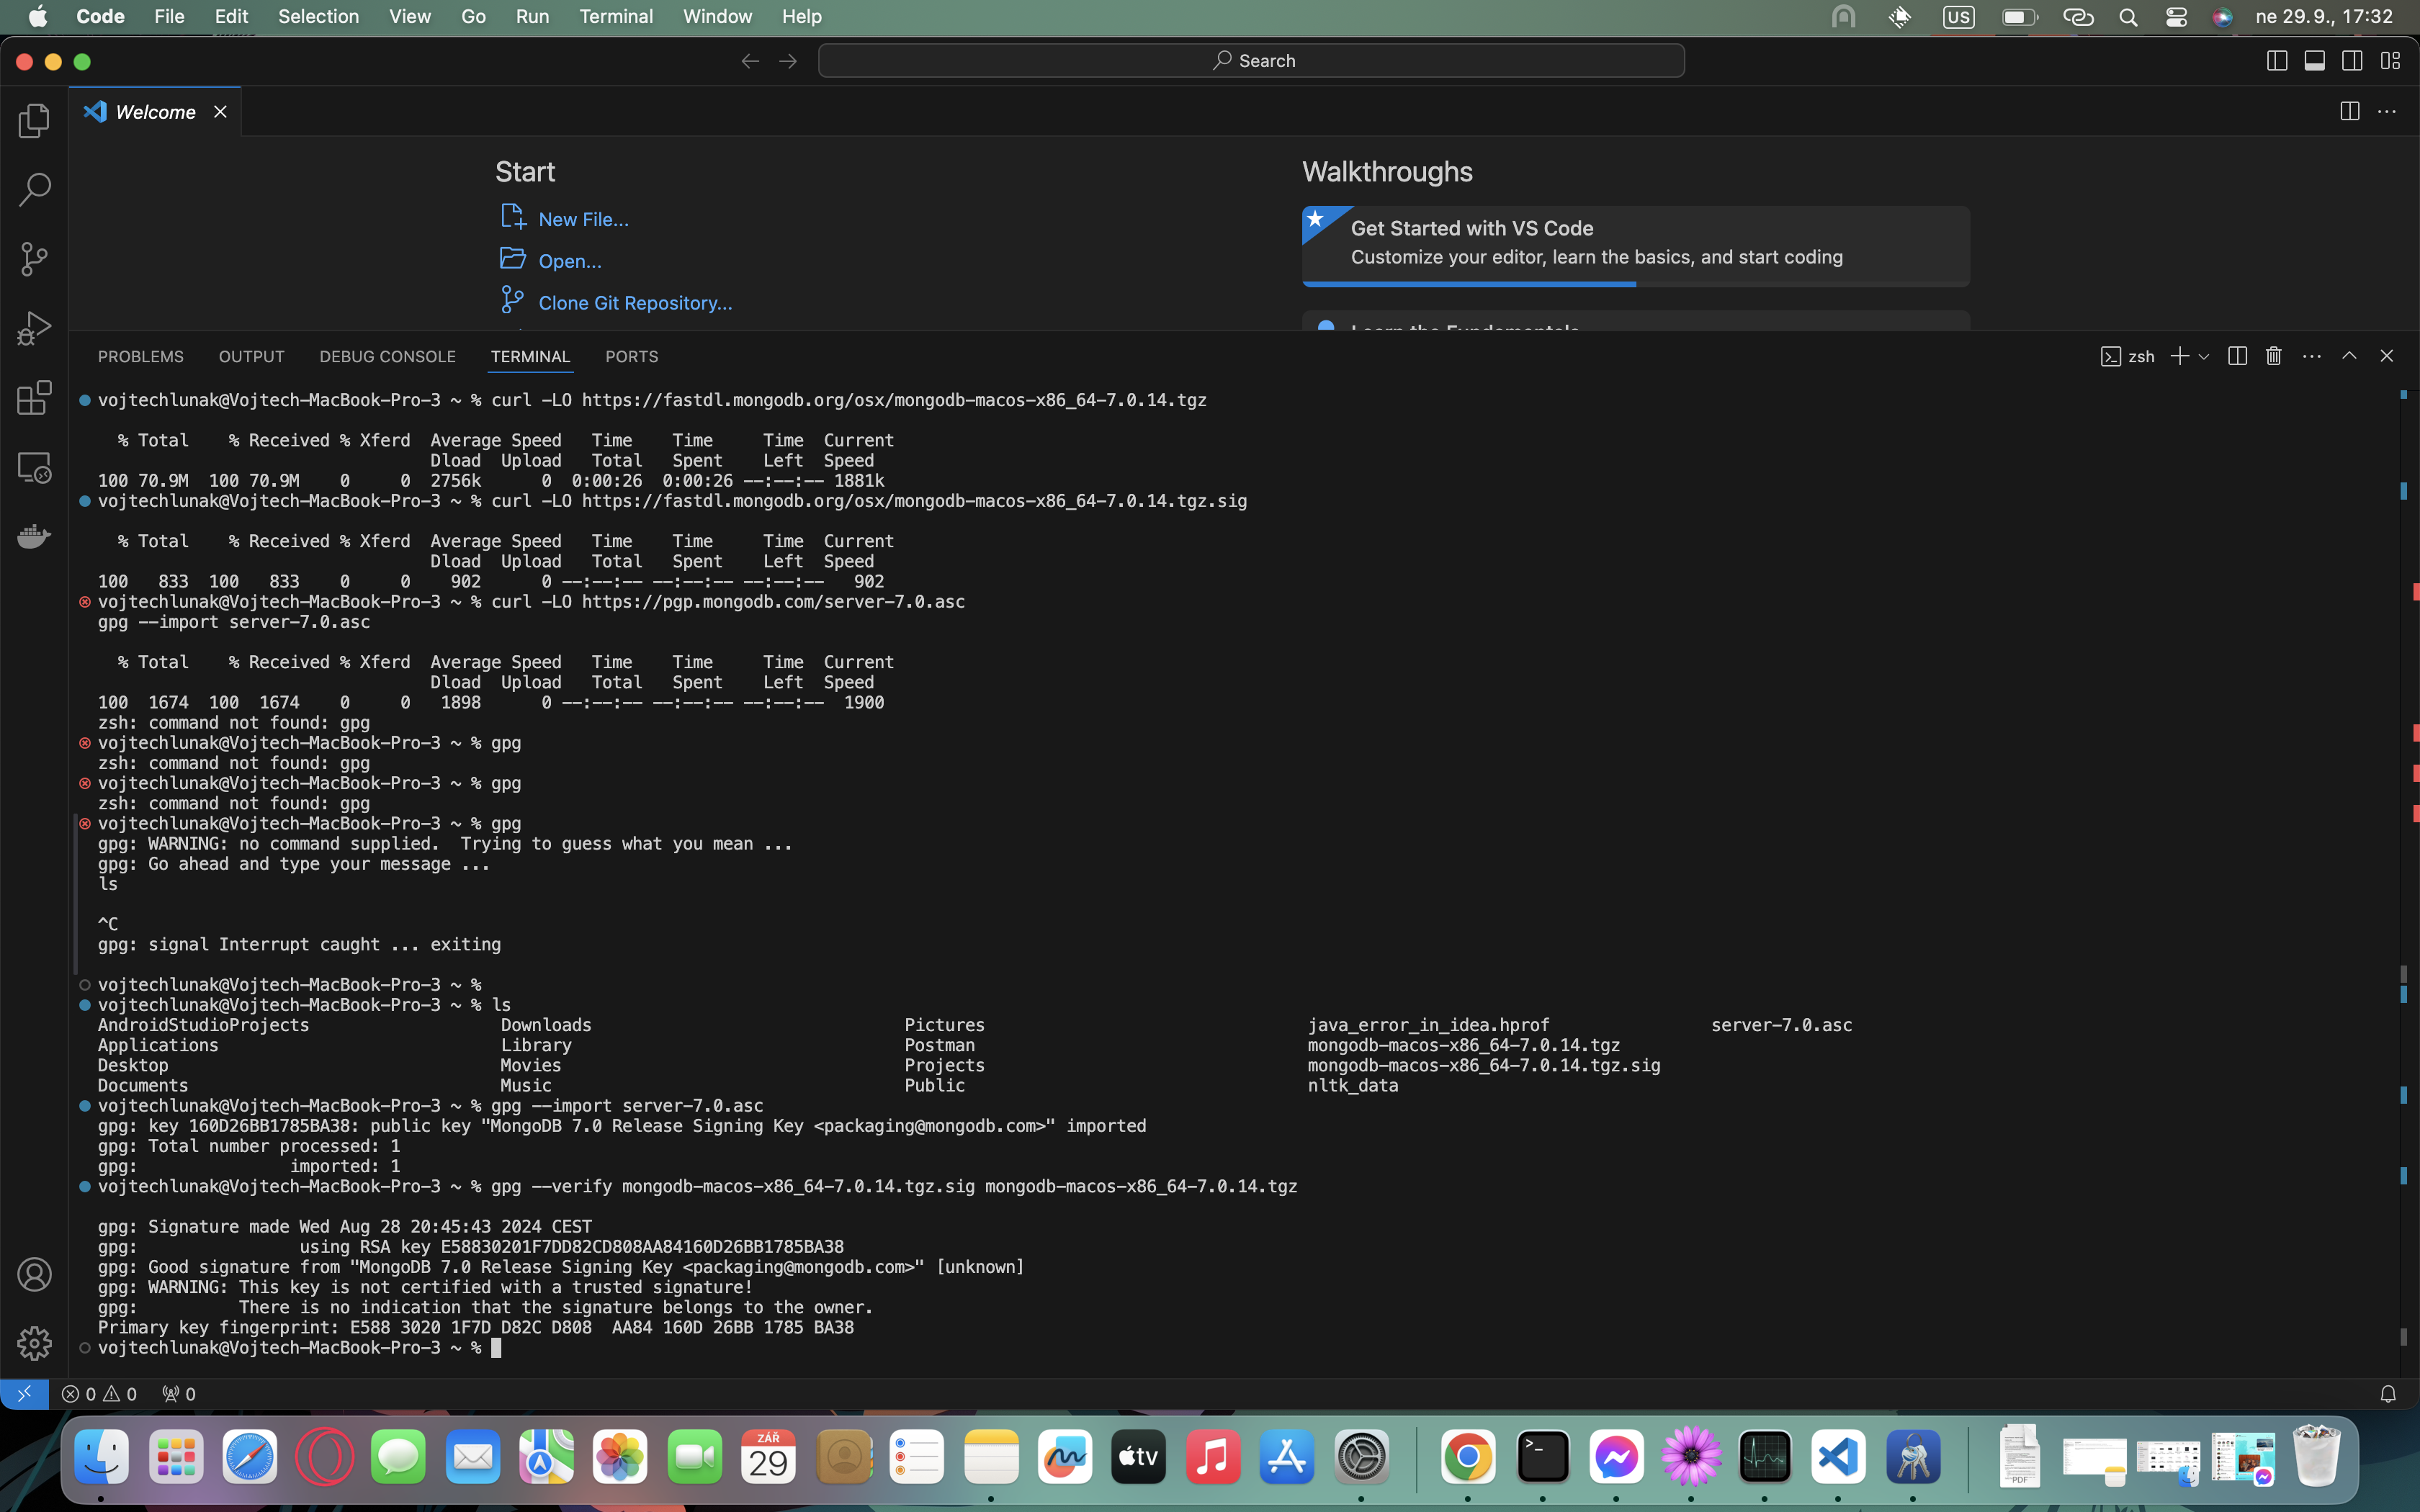 Code File Edit Selection View Go Run Terminal Window Help US ne 29. 9., 17:32
Search
Welcome
Start
New File...
Open...
Clone Git Repository...
Walkthroughs
Get Started with VS Code
Customize your editor, learn the basics, and start coding
Learn the Fundamentals
PROBLEMS OUTPUT DEBUG CONSOLE TERMINAL PORTS zsh
vojtechlunak@Vojtech-MacBook-Pro-3 ~ % curl -LO https://fastdl.mongodb.org/osx/mongodb-macos-x86_64-7.0.14.tgz
% Total % Received % Xferd Average Speed Time Time Time Current
Dload Upload Total Spent Left Speed
100 70.9M 100 70.9M 0 0 2756k 0 0:00:26 0:00:26 --:--:-- 1881k
vojtechlunak@Vojtech-MacBook-Pro-3 ~ % curl -LO https://fastdl.mongodb.org/osx/mongodb-macos-x86_64-7.0.14.tgz.sig
% Total % Received % Xferd Average Speed Time Time Time Current
Dload Upload Total Spent Left Speed
100 833 100 833 0 0 902 0 --:--:-- --:--:-- --:--:-- 902
vojtechlunak@Vojtech-MacBook-Pro-3 ~ % curl -LO https://pgp.mongodb.com/server-7.0.asc
gpg --import server-7.0.asc
% Total % Received % Xferd Average Speed Time Time Time Current
Dload Upload Total Spent Left Speed
100 1674 100 1674 0 0 1898 0 --:--:-- --:--:-- --:--:-- 1900
zsh: command not found: gpg
vojtechlunak@Vojtech-MacBook-Pro-3 ~ % gpg
zsh: command not found: gpg
vojtechlunak@Vojtech-MacBook-Pro-3 ~ % gpg
zsh: command not found: gpg
vojtechlunak@Vojtech-MacBook-Pro-3 ~ % gpg
gpg: WARNING: no command supplied. Trying to guess what you mean ...
gpg: Go ahead and type your message ...
ls
^C
gpg: signal Interrupt caught ... exiting
vojtechlunak@Vojtech-MacBook-Pro-3 ~ %
vojtechlunak@Vojtech-MacBook-Pro-3 ~ % ls
AndroidStudioProjects Downloads Pictures java_error_in_idea.hprof server-7.0.asc
Applications Library Postman mongodb-macos-x86_64-7.0.14.tgz
Desktop Movies Projects mongodb-macos-x86_64-7.0.14.tgz.sig
Documents Music Public nltk_data
vojtechlunak@Vojtech-MacBook-Pro-3 ~ % gpg --import server-7.0.asc
gpg: key 160D26BB1785BA38: public key "MongoDB 7.0 Release Signing Key <packaging@mongodb.com>" imported
gpg: Total number processed: 1
gpg: imported: 1
vojtechlunak@Vojtech-MacBook-Pro-3 ~ % gpg --verify mongodb-macos-x86_64-7.0.14.tgz.sig mongodb-macos-x86_64-7.0.14.tgz
gpg: Signature made Wed Aug 28 20:45:43 2024 CEST
gpg: using RSA key E58830201F7DD82CD808AA84160D26BB1785BA38
gpg: Good signature from "MongoDB 7.0 Release Signing Key <packaging@mongodb.com>" [unknown]
gpg: WARNING: This key is not certified with a trusted signature!
gpg: There is no indication that the signature belongs to the owner.
Primary key fingerprint: E588 3020 1F7D D82C D808 AA84 160D 26BB 1785 BA38
vojtechlunak@Vojtech-MacBook-Pro-3 ~ %
0 0 0
ZÁŘ
29
tv
PDF